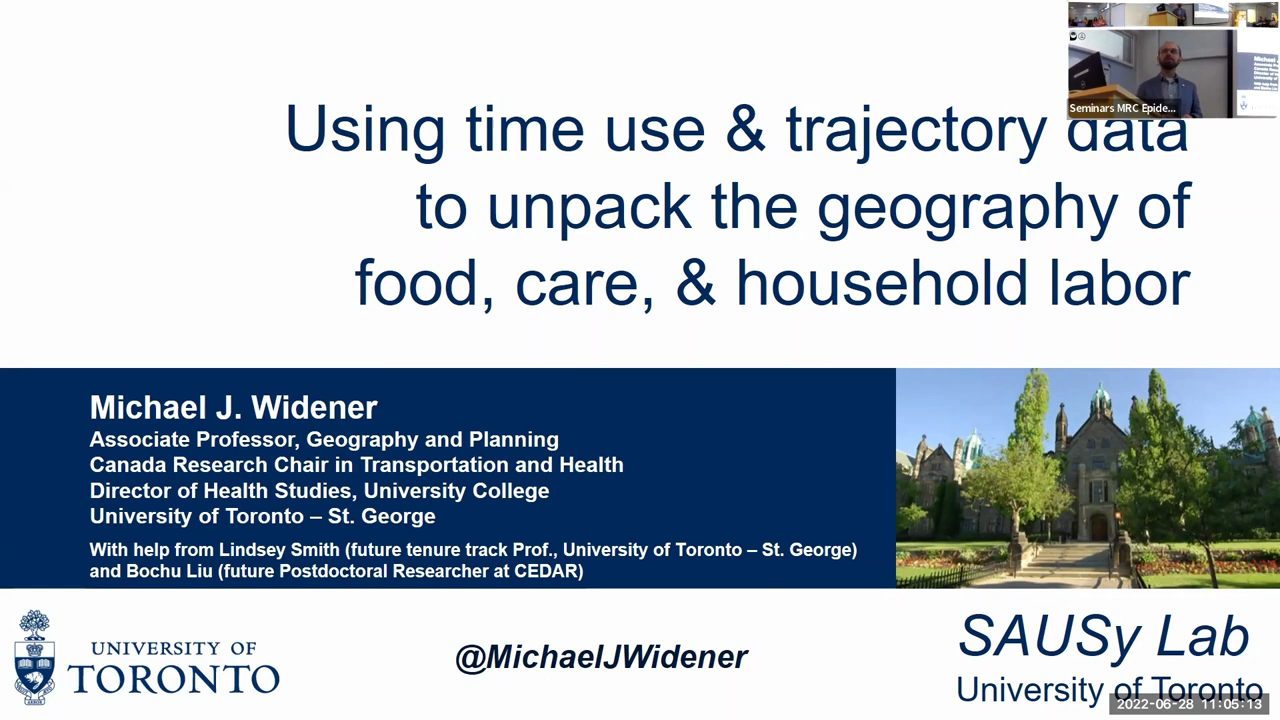 Seminars MRC Epide...
Using time use & trajectory data
to unpack the geography of
food, care, & household labor
Michael J. Widener
Associate Professor, Geography and Planning
Canada Research Chair in Transportation and Health
Director of Health Studies, University College
University of Toronto – St. George
With help from Lindsey Smith (future tenure track Prof., University of Toronto – St. George)
and Bochu Liu (future Postdoctoral Researcher at CEDAR)
UNIVERSITY OF
TORONTO
@MichaelJWidener
SAUSy Lab
University of Toronto
2022-06-28 11:05:13